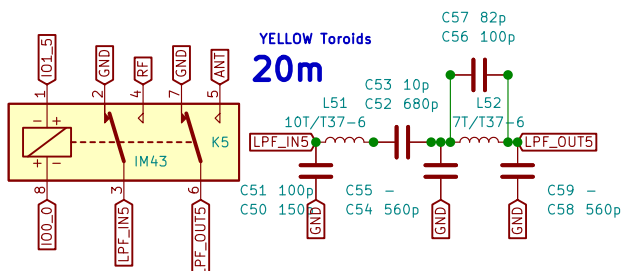 YELLOW Toroids
20m
IO1_5
GND
RF
GND
ANT
1
2
4
7
5
K5
IM43
8
3
6
IO0_0
LPF_IN5
LPF_OUT5
C57 82p
C56 100p
C53 10p
C52 680p
L51
10T/T37-6
L52
7T/T37-6
LPF_IN5
LPF_OUT5
C51 100p
C50 150p
GND
C55 -
C54 560p
GND
C59 -
C58 560p
GND